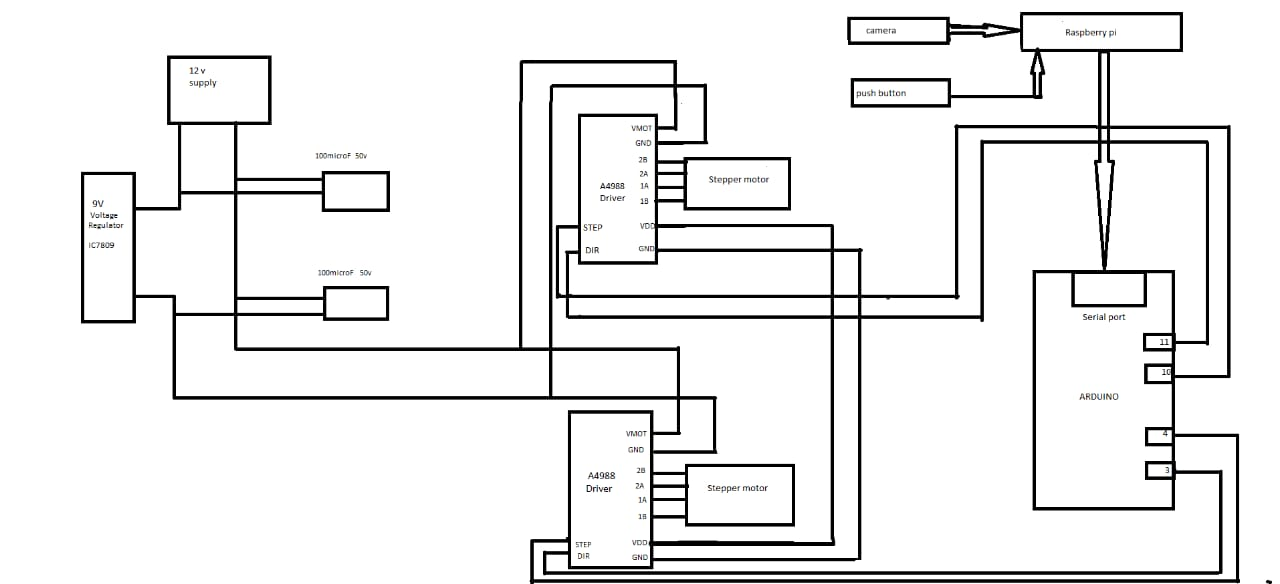 camera
Raspberry pi
push button
12 v
supply
100microF 50v
9V
Voltage
Regulator
IC7809
100microF 50v
A4988
Driver
VMOT
GND
2B
2A
1A
1B
STEP
VDD
DIR
GND
Stepper motor
Serial port
11
10
ARDUINO
4
3
A4988
Driver
VMOT
GND
2B
2A
1A
1B
STEP
VDD
DIR
GND
Stepper motor